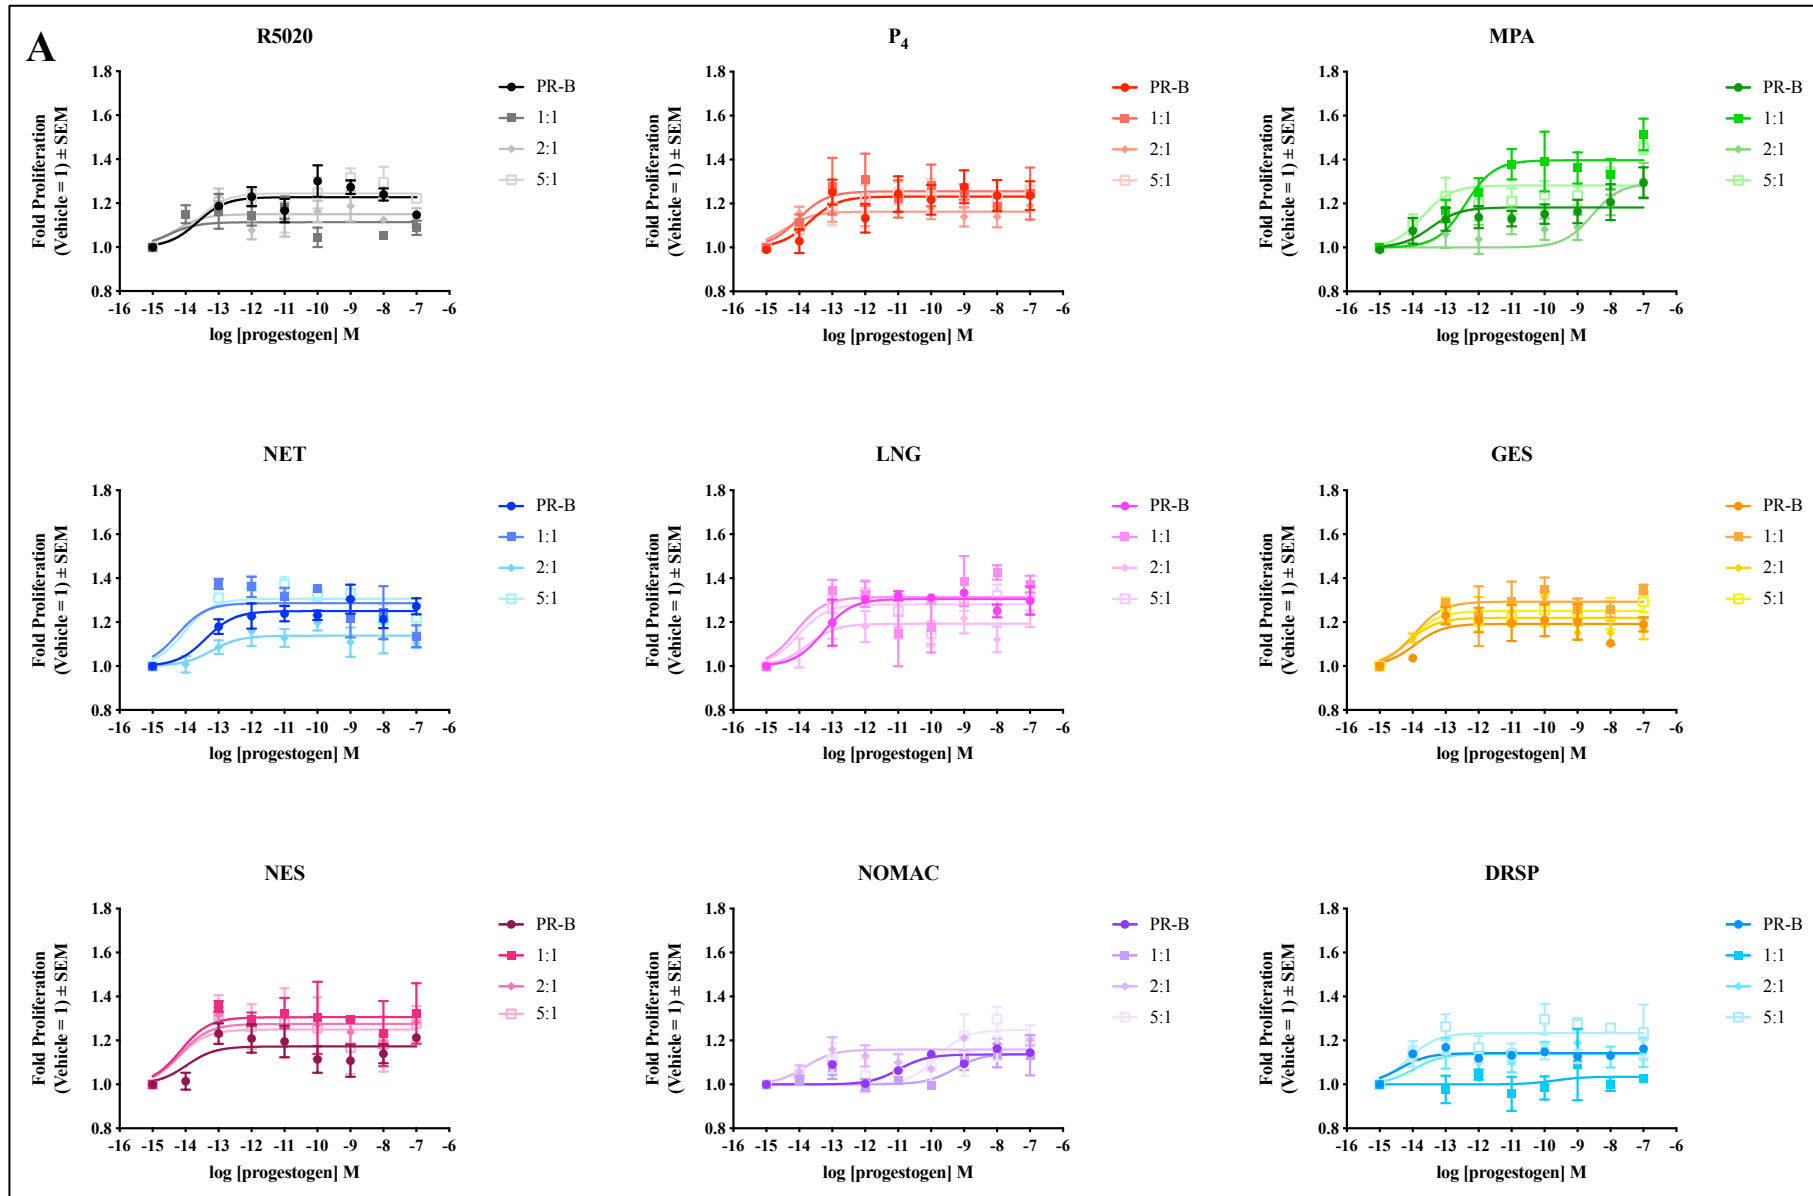 A
R5020
Fold Proliferation
(Vehicle = 1) ± SEM
1.8
1.6
1.4
1.2
1.0
0.8
-16 -15 -14 -13 -12 -11 -10 -9 -8 -7 -6
log [progestogen] M
PR-B
1:1
2:1
5:1
P4
Fold Proliferation
(Vehicle = 1) ± SEM
1.8
1.6
1.4
1.2
1.0
0.8
-16 -15 -14 -13 -12 -11 -10 -9 -8 -7 -6
log [progestogen] M
PR-B
1:1
2:1
5:1
MPA
Fold Proliferation
(Vehicle = 1) ± SEM
1.8
1.6
1.4
1.2
1.0
0.8
-16 -15 -14 -13 -12 -11 -10 -9 -8 -7 -6
log [progestogen] M
PR-B
1:1
2:1
5:1
NET
Fold Proliferation
(Vehicle = 1) ± SEM
1.8
1.6
1.4
1.2
1.0
0.8
-16 -15 -14 -13 -12 -11 -10 -9 -8 -7 -6
log [progestogen] M
PR-B
1:1
2:1
5:1
LNG
Fold Proliferation
(Vehicle = 1) ± SEM
1.8
1.6
1.4
1.2
1.0
0.8
-16 -15 -14 -13 -12 -11 -10 -9 -8 -7 -6
log [progestogen] M
PR-B
1:1
2:1
5:1
GES
Fold Proliferation
(Vehicle = 1) ± SEM
1.8
1.6
1.4
1.2
1.0
0.8
-16 -15 -14 -13 -12 -11 -10 -9 -8 -7 -6
log [progestogen] M
PR-B
1:1
2:1
5:1
NES
Fold Proliferation
(Vehicle = 1) ± SEM
1.8
1.6
1.4
1.2
1.0
0.8
-16 -15 -14 -13 -12 -11 -10 -9 -8 -7 -6
log [progestogen] M
PR-B
1:1
2:1
5:1
NOMAC
Fold Proliferation
(Vehicle = 1) ± SEM
1.8
1.6
1.4
1.2
1.0
0.8
-16 -15 -14 -13 -12 -11 -10 -9 -8 -7 -6
log [progestogen] M
PR-B
1:1
2:1
5:1
DRSP
Fold Proliferation
(Vehicle = 1) ± SEM
1.8
1.6
1.4
1.2
1.0
0.8
-16 -15 -14 -13 -12 -11 -10 -9 -8 -7 -6
log [progestogen] M
PR-B
1:1
2:1
5:1